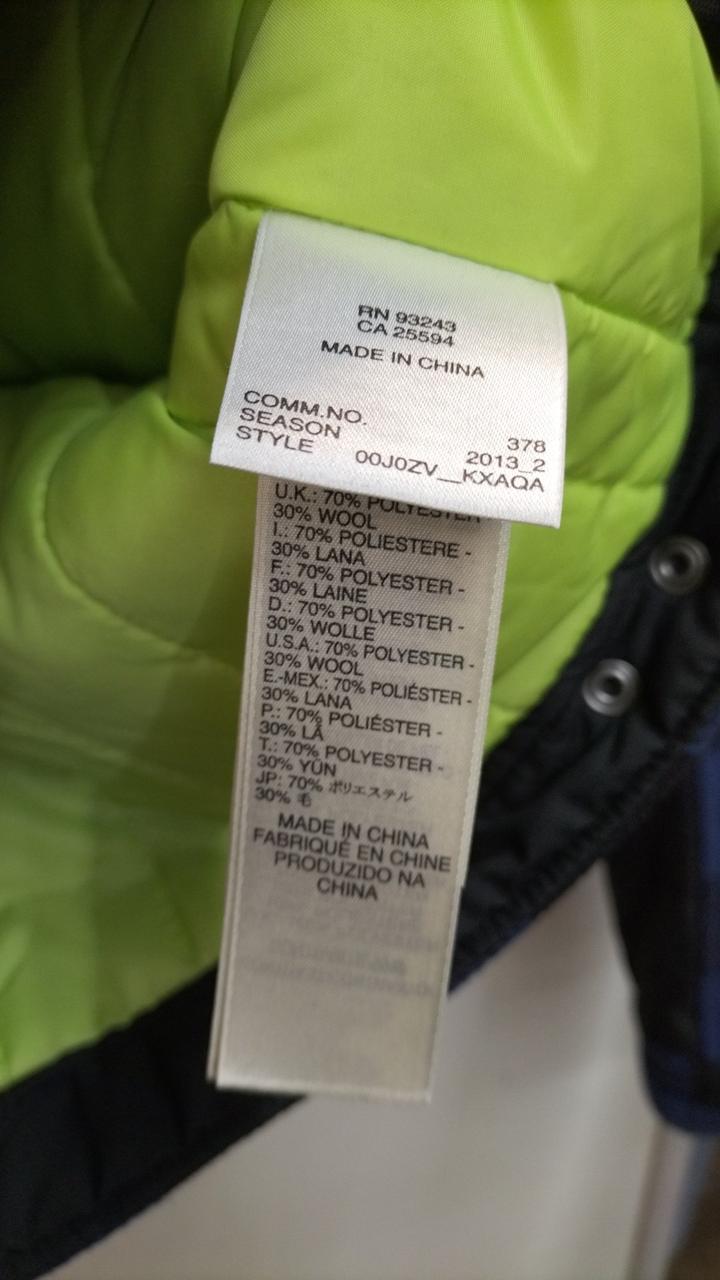 RN 93243
CA 25594
MADE IN CHINA
COMM.NO. 378
SEASON 2013_2
STYLE 00J0ZV__KXAQA
U.K.: 70% POLYESTER
30% WOOL
I.: 70% POLIESTERE -
30% LANA
F.: 70% POLYESTER -
30% LAINE
D.: 70% POLYESTER -
30% WOLLE
U.S.A.: 70% POLYESTER -
30% WOOL
E.-MEX.: 70% POLIÉSTER -
30% LANA
P.: 70% POLIÉSTER -
30% LÃ
T.: 70% POLYESTER -
30% YÜN
JP: 70% ポリエステル
30% 毛
MADE IN CHINA
FABRIQUÉ EN CHINE
PRODUZIDO NA
CHINA